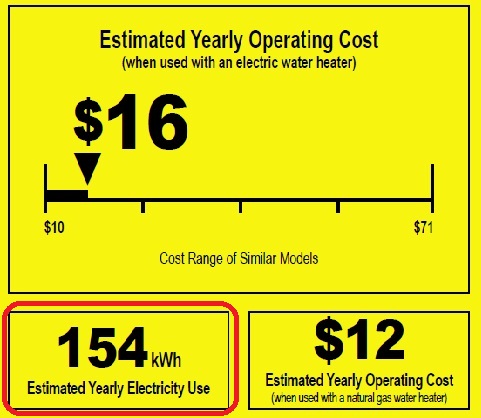 Estimated Yearly Operating Cost
(when used with an electric water heater)
$16
$10
$71
Cost Range of Similar Models
154 kWh
Estimated Yearly Electricity Use
$12
Estimated Yearly Operating Cost
(when used with a natural gas water heater)